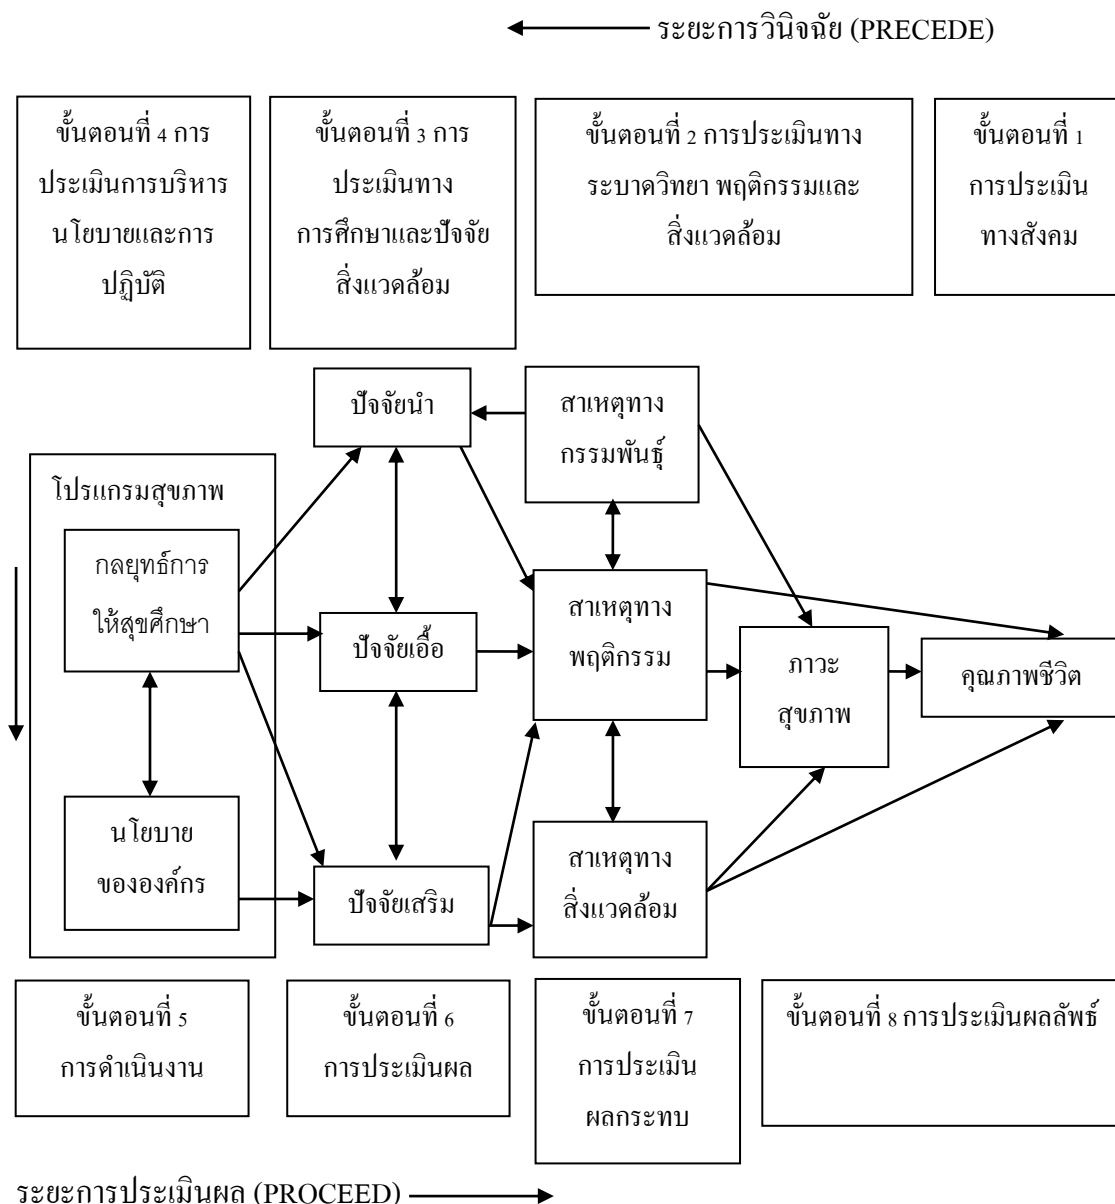 ระยะการวินิจฉัย (PRECEDE)
ขั้นตอนที่ 4 การ
ประเมินการบริหาร
นโยบายและการ
ปฏิบัติ
ขั้นตอนที่ 3 การ
ประเมินทาง
การศึกษาและปัจจัย
สิ่งแวดล้อม
ขั้นตอนที่ 2 การประเมินทาง
ระบาดวิทยา พฤติกรรมและ
สิ่งแวดล้อม
ขั้นตอนที่ 1
การประเมิน
ทางสังคม
ปัจจัยนำ
สาเหตุทาง
กรรมพันธุ์
โปรแกรมสุขภาพ
กลยุทธ์การ
ให้สุขศึกษา
ปัจจัยเอื้อ
สาเหตุทาง
พฤติกรรม
ภาวะ
สุขภาพ
คุณภาพชีวิต
นโยบาย
ขององค์กร
ปัจจัยเสริม
สาเหตุทาง
สิ่งแวดล้อม
ขั้นตอนที่ 5
การดำเนินงาน
ขั้นตอนที่ 6
การประเมินผล
ขั้นตอนที่ 7
การประเมิน
ผลกระทบ
ขั้นตอนที่ 8 การประเมินผลลัพธ์
ระยะการประเมินผล (PROCEED)